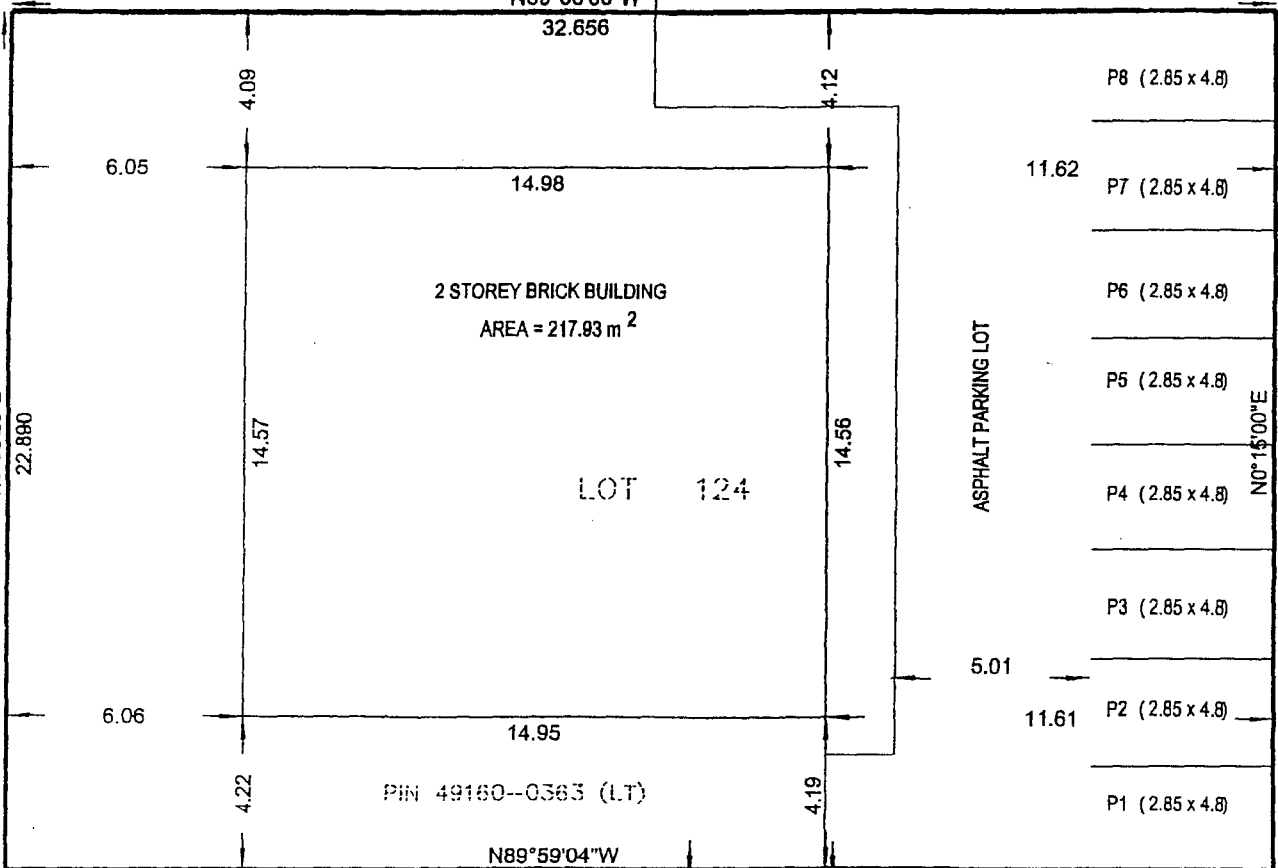 32.656
4.09
4.12
P8 (2.85 x 4.8)
6.05
14.98
11.62
P7 (2.85 x 4.8)
2 STOREY BRICK BUILDING
AREA = 217.93 m 2
P6 (2.85 x 4.8)
ASPHALT PARKING LOT
P5 (2.85 x 4.8)
22.890
14.57
14.56
N0°15'00"E
LOT 124
P4 (2.85 x 4.8)
P3 (2.85 x 4.8)
5.01
6.06
14.95
11.61
P2 (2.85 x 4.8)
4.22
PIN 49160--0363 (LT)
4.19
P1 (2.85 x 4.8)
N89°59'04"W